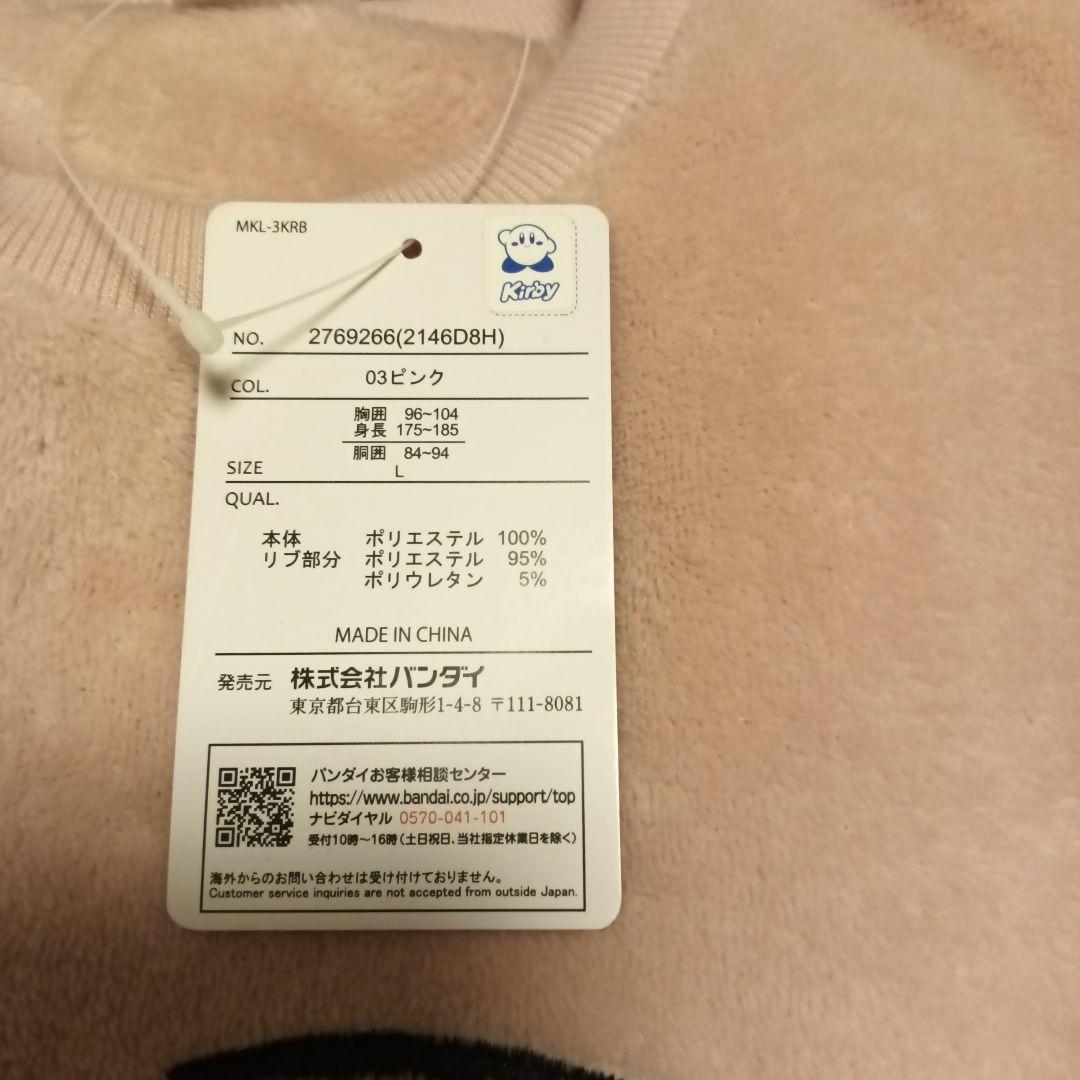 MKL-3KRB
Kirby
NO. 2769266(2146D8H)
COL. 03ピンク
胸囲 96~104
身長 175~185
胴囲 84~94
SIZE L
QUAL.
本体 ポリエステル 100%
リブ部分 ポリエステル 95%
ポリウレタン 5%
MADE IN CHINA
発売元 株式会社バンダイ
東京都台東区駒形1-4-8 〒111-8081
バンダイお客様相談センター
https://www.bandai.co.jp/support/top
ナビダイヤル 0570-041-101
受付10時～16時(土日祝日、当社指定休業日を除く)
海外からのお問い合わせは受け付けておりません。
Customer service inquiries are not accepted from outside Japan.